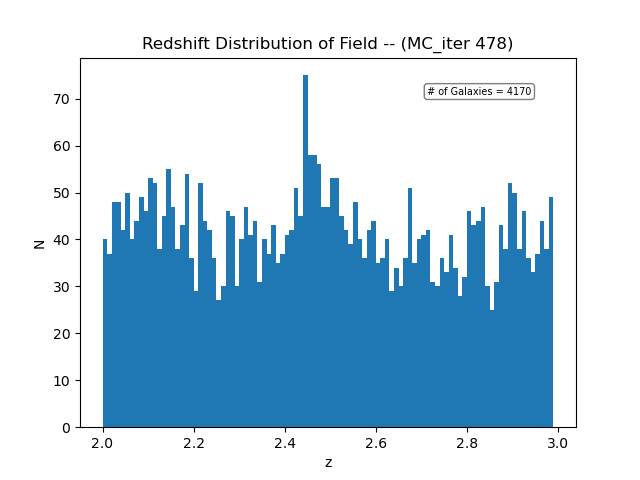 Redshift Distribution of Field -- (MC_iter 478)
# of Galaxies = 4170
N
70
60
50
40
30
20
10
0
2.0 2.2 2.4 2.6 2.8 3.0
z